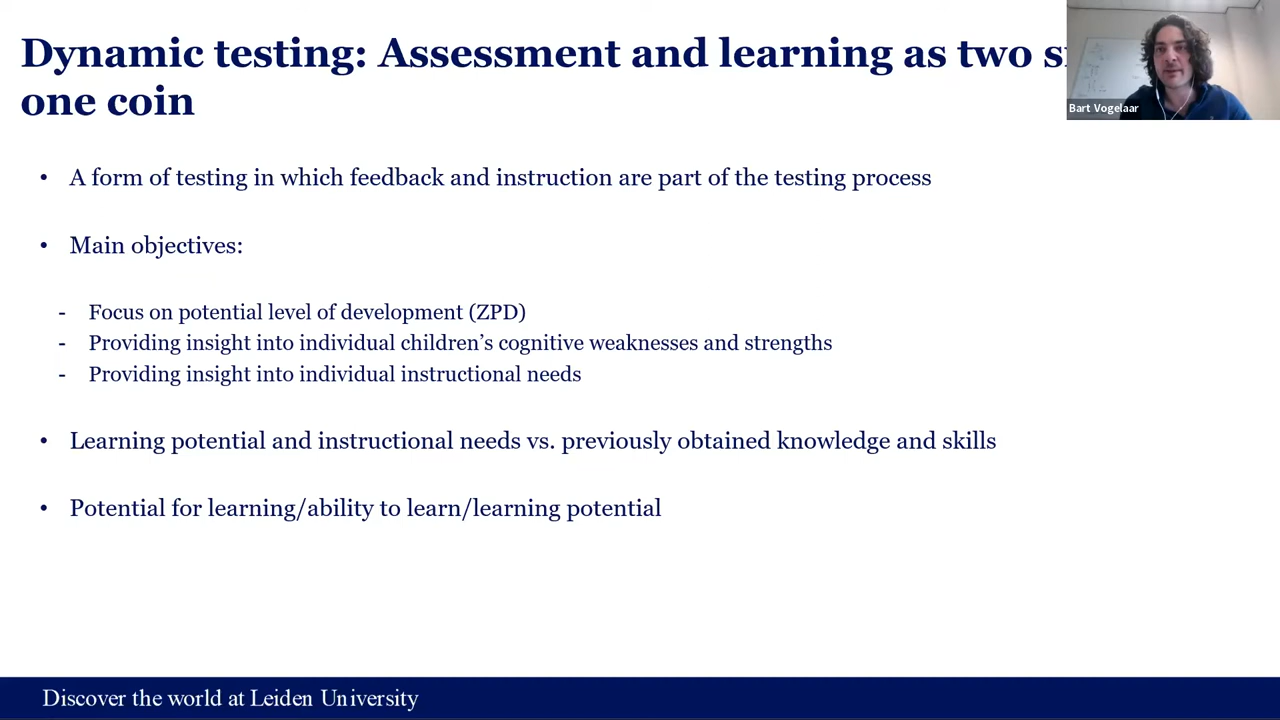 Dynamic testing: Assessment and learning as two
one coin
Bart Vogelaar
• A form of testing in which feedback and instruction are part of the testing process
• Main objectives:
- Focus on potential level of development (ZPD)
- Providing insight into individual children’s cognitive weaknesses and strengths
- Providing insight into individual instructional needs
• Learning potential and instructional needs vs. previously obtained knowledge and skills
• Potential for learning/ability to learn/learning potential
Discover the world at Leiden University